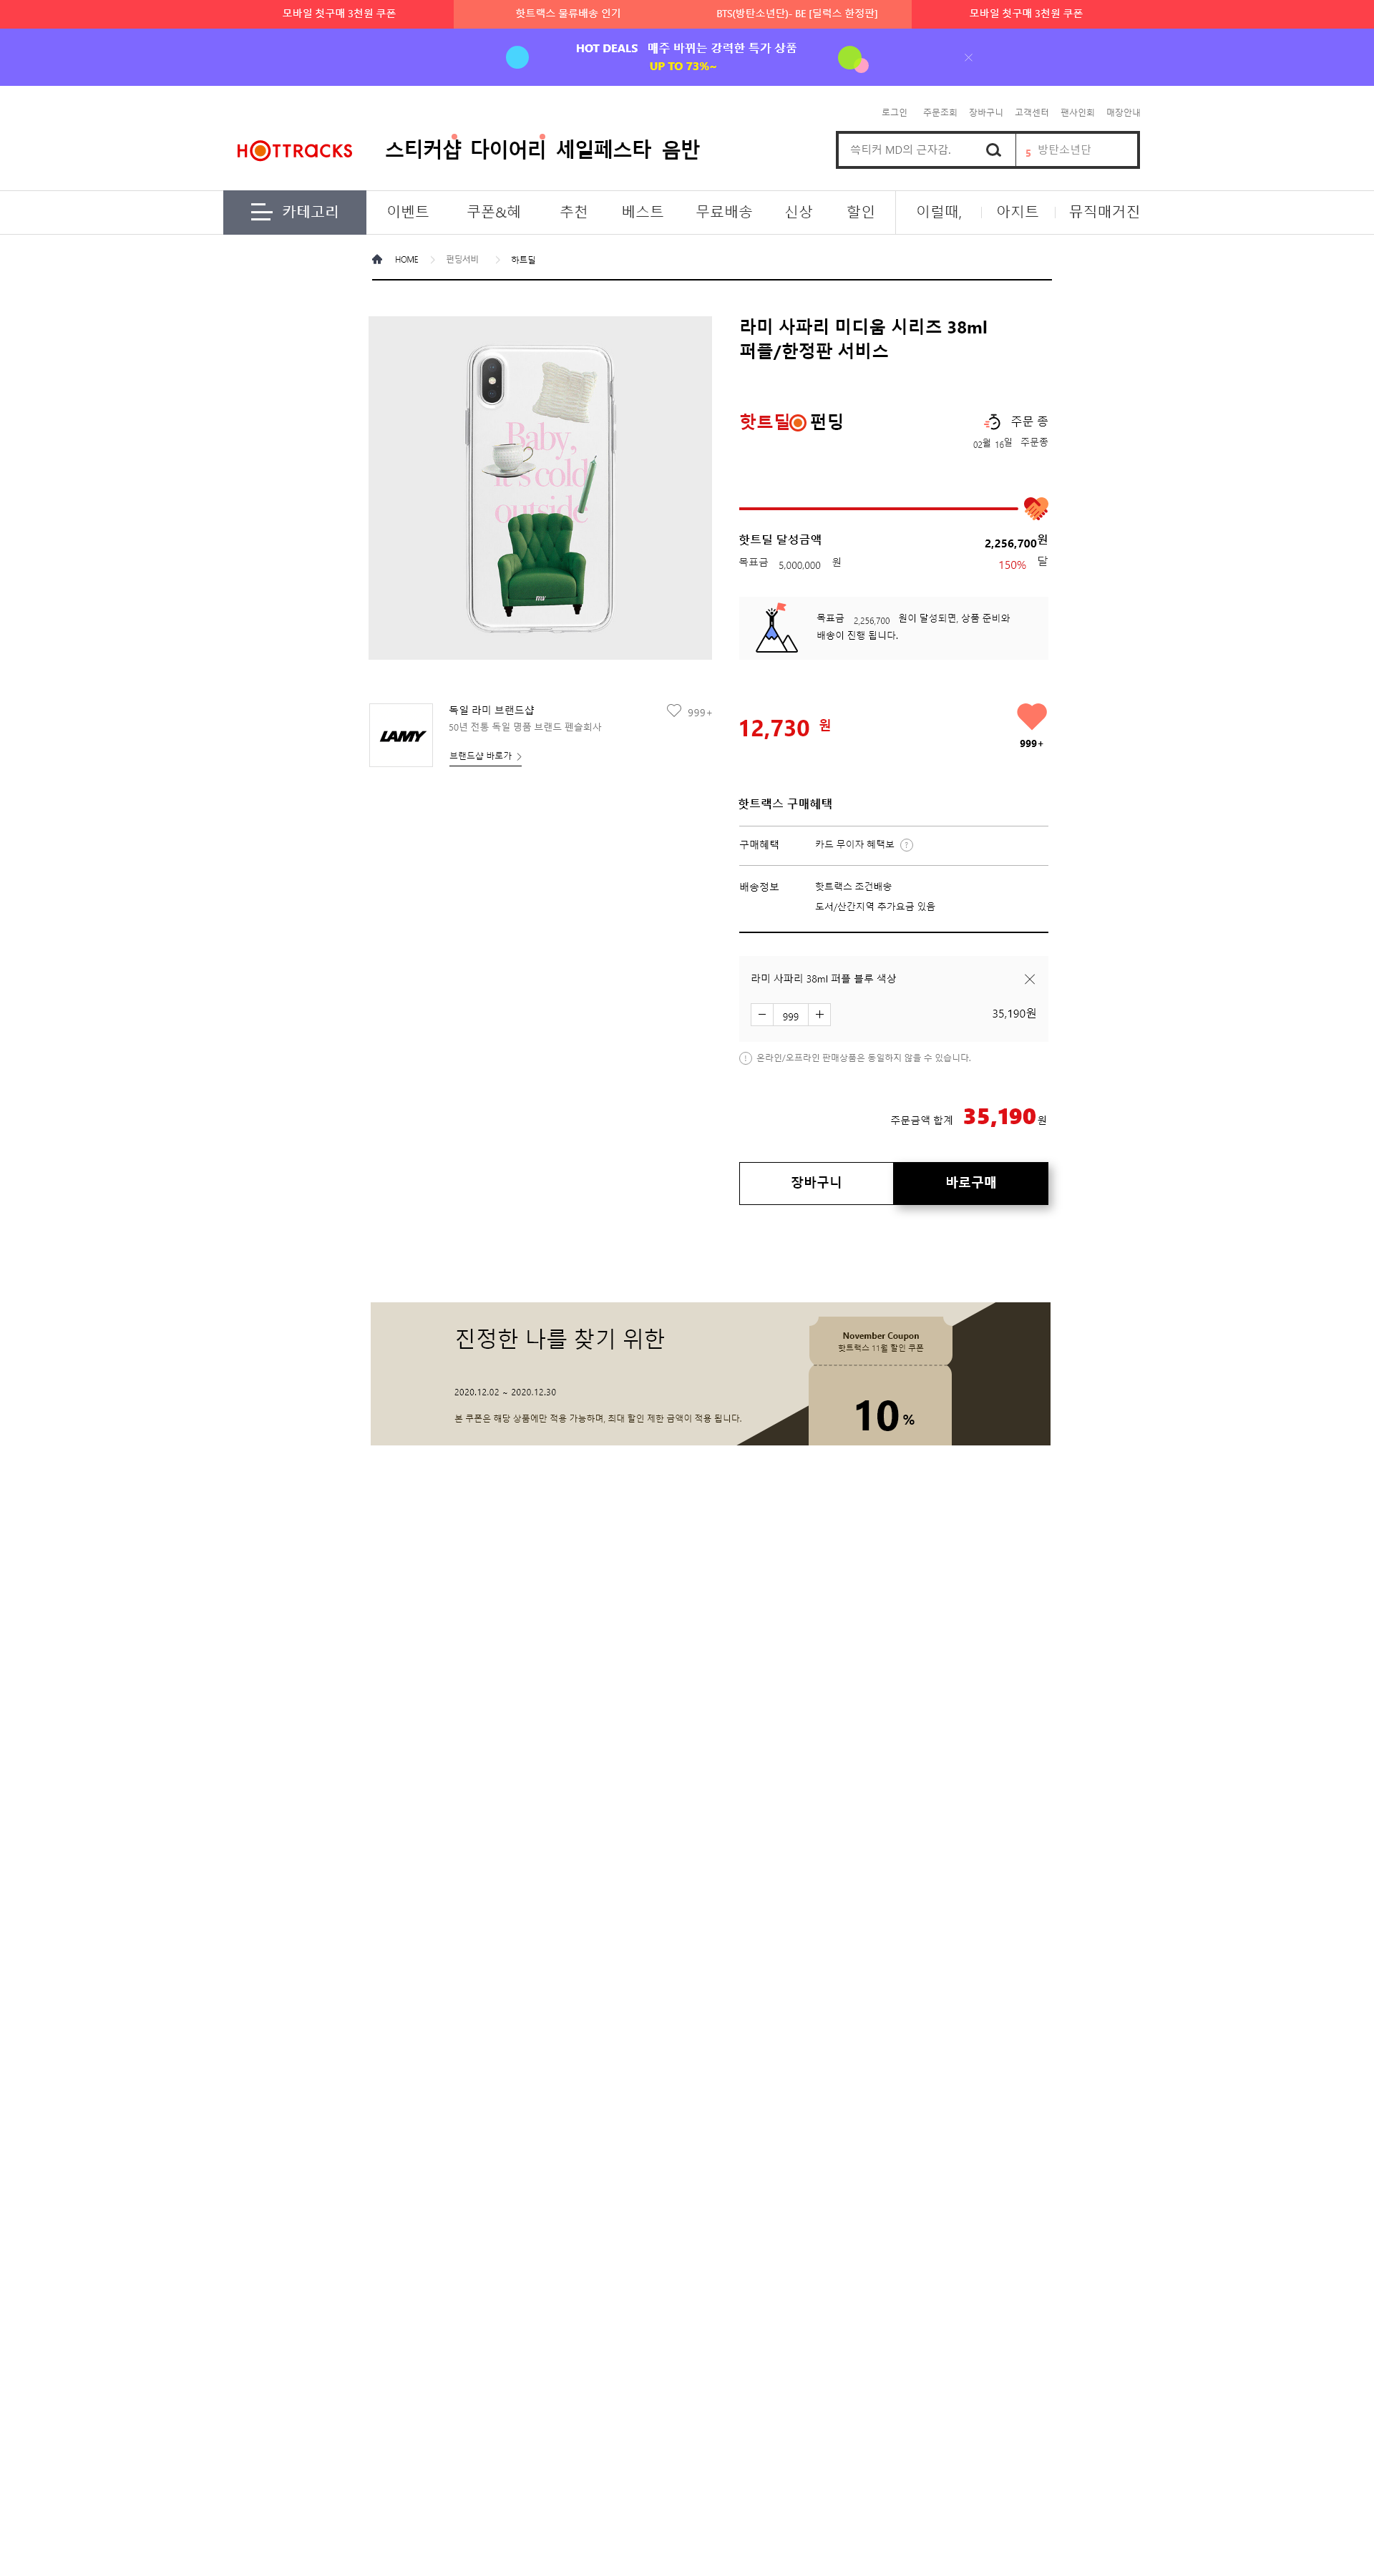 모바일 첫구매 3천원 쿠폰
핫트랙스 물류배송 인기
BTS(방탄소년단)- BE [딜럭스 한정판]
모바일 첫구매 3천원 쿠폰
HOT DEALS 매주 바뀌는 강력한 특가 상품
UP TO 73%~
로그인 주문조회 장바구니 고객센터 팬사인회 매장안내
HOTTRACKS
스티커샵 다이어리 세일페스타 음반
쓱티커 MD의 근자감.
5 방탄소년단
카테고리 이벤트 쿠폰&혜 추천 베스트 무료배송 신상 할인 이럴때, 아지트 뮤직매거진
HOME 펀딩서비 하트딜
라미 사파리 미디움 시리즈 38ml
퍼플/한정판 서비스
핫트딜 펀딩
주문 종
02월 16일 주문종
Baby,
it's cold
outside
mv
핫트딜 달성금액
2,256,700원
목표금 5,000,000 원
150% 달
목표금 2,256,700 원이 달성되면, 상품 준비와
배송이 진행 됩니다.
LAMY
독일 라미 브랜드샵
50년 전통 독일 명품 브랜드 펜슬회사
브랜드샵 바로가
999+
12,730 원
999+
핫트랙스 구매혜택
구매혜택 카드 무이자 혜택보 ?
배송정보 핫트랙스 조건배송
도서/산간지역 추가요금 있음
라미 사파리 38ml 퍼플 블루 색상
999
35,190원
! 온라인/오프라인 판매상품은 동일하지 않을 수 있습니다.
주문금액 합계 35,190원
장바구니 바로구매
진정한 나를 찾기 위한
2020.12.02 ~ 2020.12.30
본 쿠폰은 해당 상품에만 적용 가능하며, 최대 할인 제한 금액이 적용 됩니다.
November Coupon
핫트랙스 11월 할인 쿠폰
10%